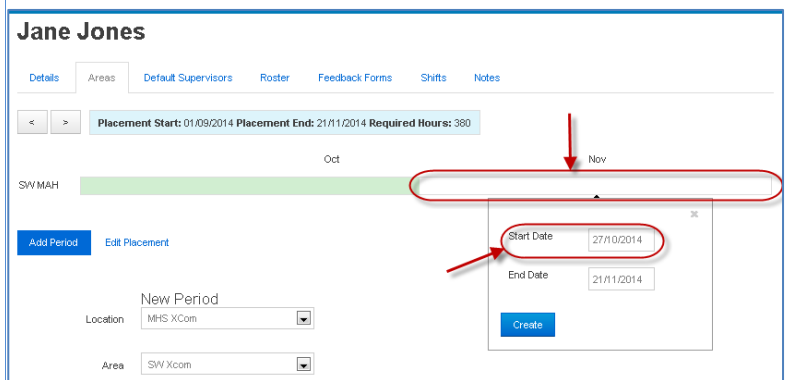 Jane Jones
Details Areas Default Supervisors Roster Feedback Forms Shifts Notes
< > Placement Start: 01/09/2014 Placement End: 21/11/2014 Required Hours: 380
Oct Nov
SW MAH
×
Start Date 27/10/2014
Add Period Edit Placement
End Date 21/11/2014
New Period
Location MHS XCom
Create
Area SW Xcom